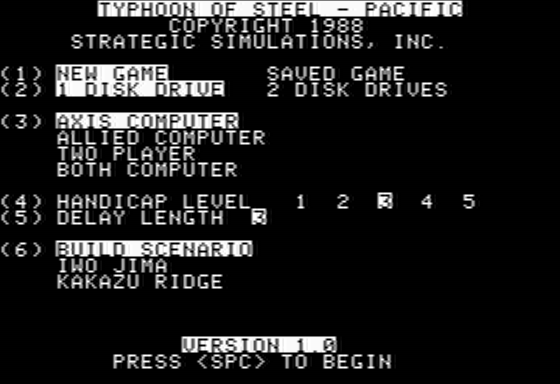 TYPHOON OF STEEL - PACIFIC
COPYRIGHT 1988
STRATEGIC SIMULATIONS, INC.
(1) NEW GAME SAVED GAME
(2) 1 DISK DRIVE 2 DISK DRIVES
(3) AXIS COMPUTER
ALLIED COMPUTER
TWO PLAYER
BOTH COMPUTER
(4) HANDICAP LEVEL 1 2 3 4 5
(5) DELAY LENGTH 3
(6) BUILD SCENARIO
IWO JIMA
KAKAZU RIDGE
VERSION 1.0
PRESS <SPC> TO BEGIN